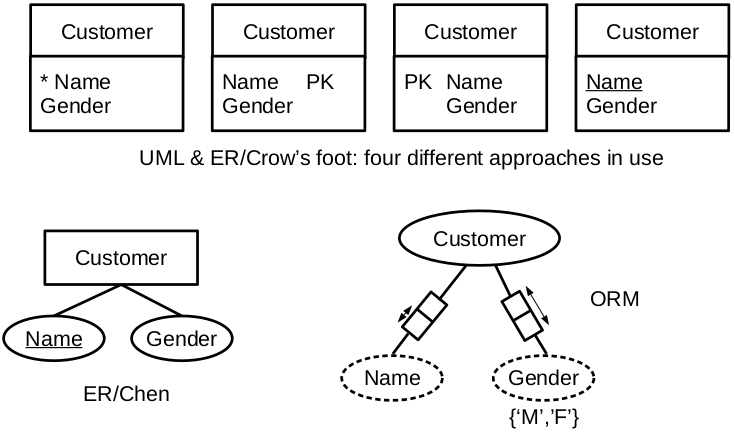 Customer
* Name
Gender
Customer
Name PK
Gender
Customer
PK Name
Gender
Customer
Name
Gender
UML & ER/Crow’s foot: four different approaches in use
Customer
Name
Gender
ER/Chen
Customer
ORM
Name
Gender
{‘M’,’F’}